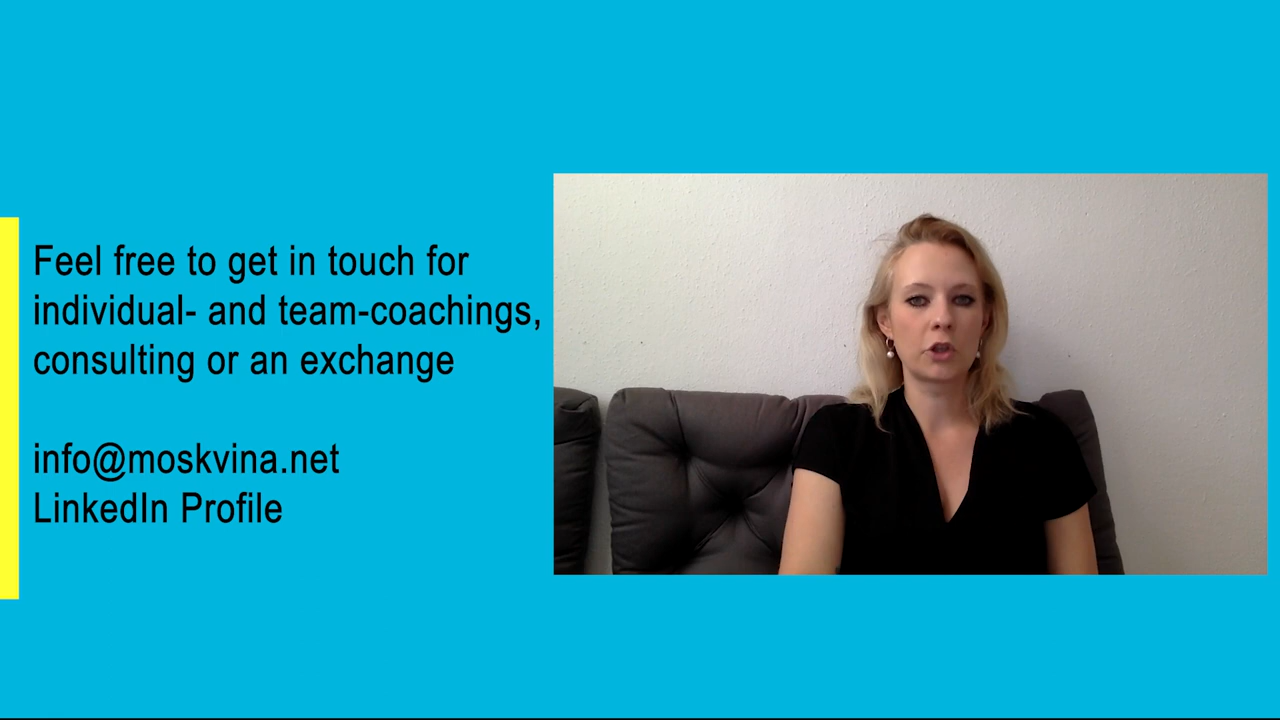 Feel free to get in touch for
individual- and team-coachings,
consulting or an exchange
info@moskvina.net
LinkedIn Profile